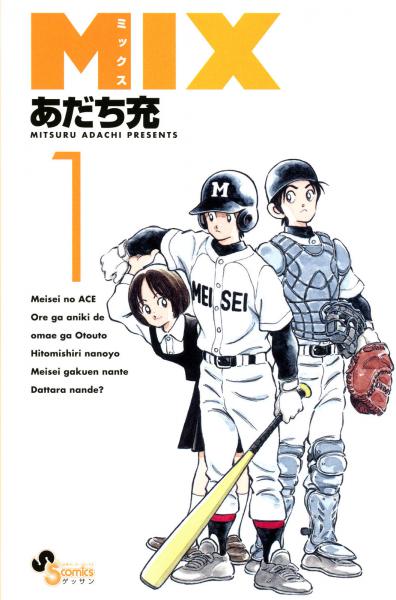 MIX
ミックス
あだち充
MITSURU ADACHI PRESENTS
1
Meisei no ACE
Ore ga aniki de
omae ga Otouto
Hitomishiri nanoyo
Meisei gakuen nante
Dattara nande?
M
MEISEI
S
Scomics
ゲッサン